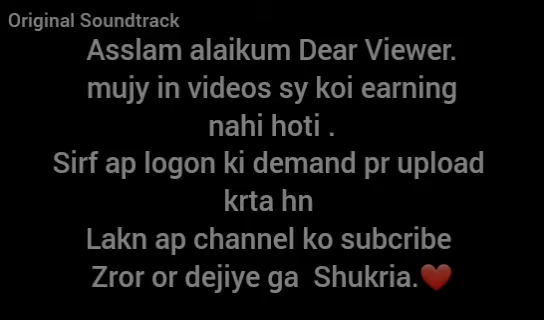 Original Soundtrack
Asslam alaikum Dear Viewer.
mujy in videos sy koi earning
nahi hoti .
Sirf ap logon ki demand pr upload
krta hn
Lakn ap channel ko subcribe
Zror or dejiye ga Shukria.❤️